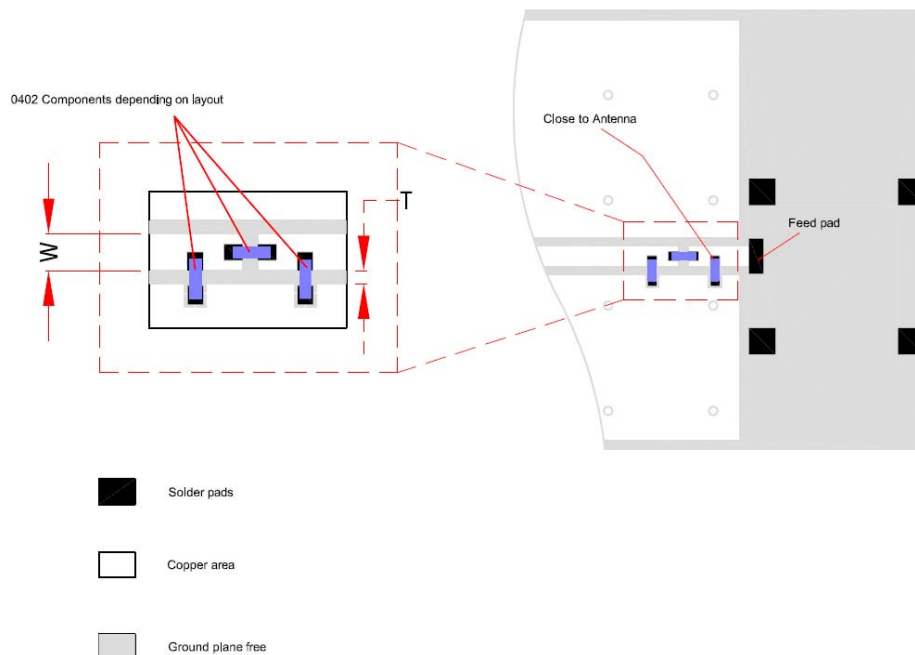 0402 Components depending on layout
T
W
Close to Antenna
Feed pad
Solder pads
Copper area
Ground plane free